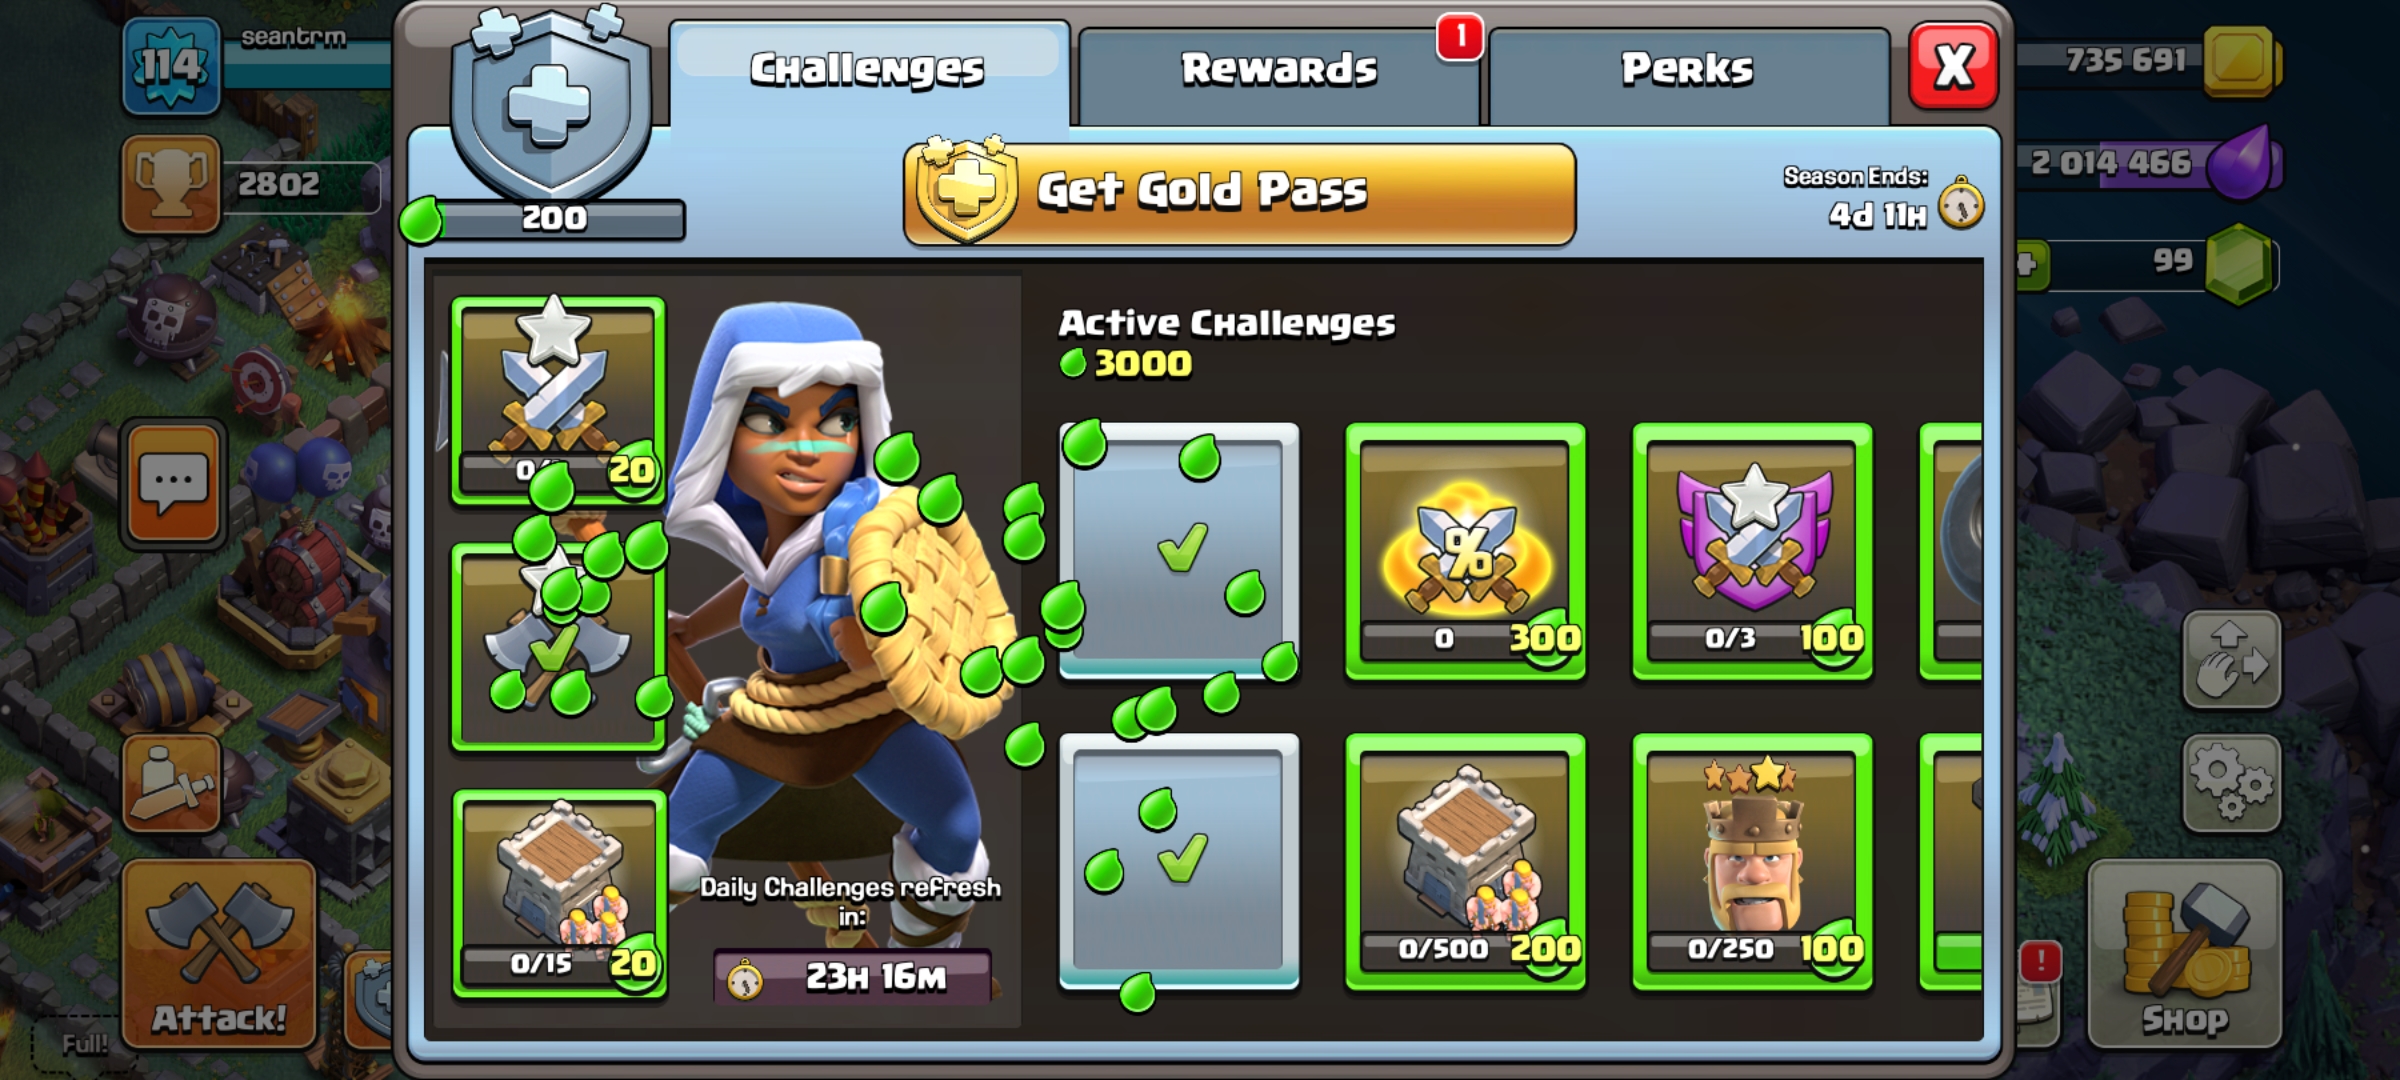 114
seantrm
2802
200
Challenges
Rewards
1
Perks
X
Get Gold Pass
Season Ends:
4d 11H
735 691
2 014 466
99
Active Challenges
3000
20
0/15
20
Daily Challenges refresh
in:
23H 16M
%
0
300
0/3
100
0/500
200
0/250
100
Attack!
Full!
!
Shop